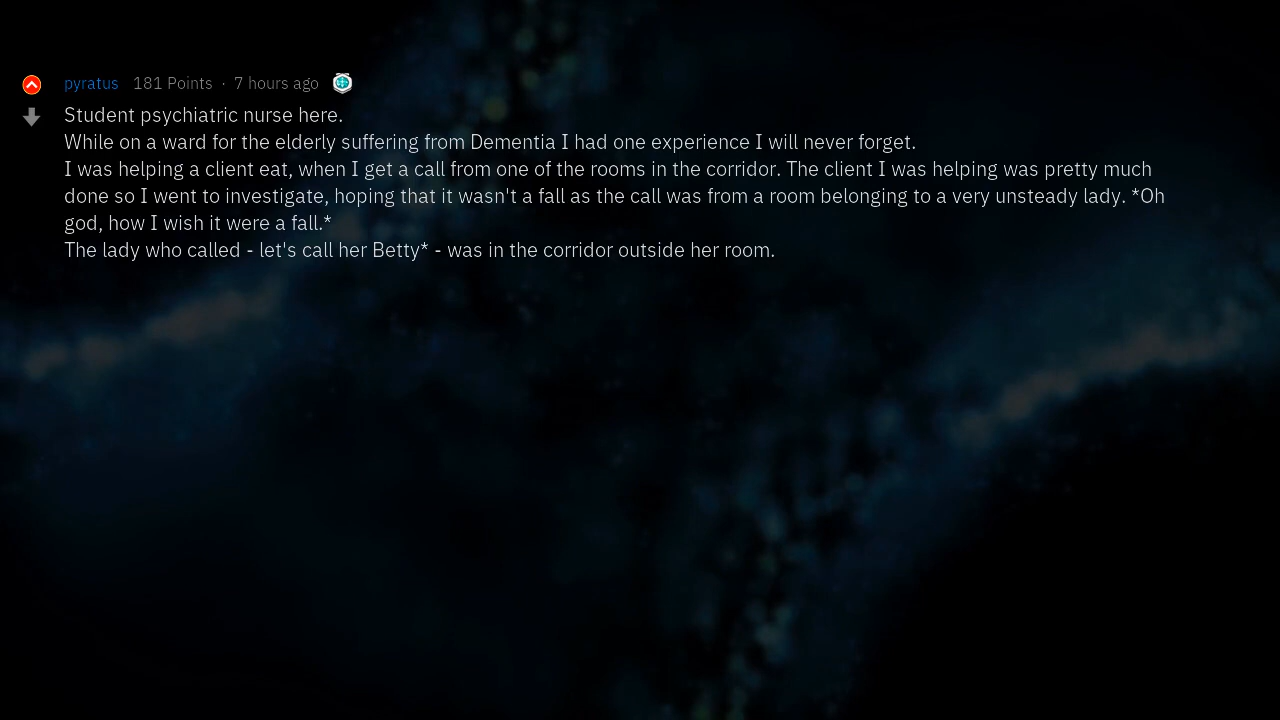 pyratus 181 Points · 7 hours ago
Student psychiatric nurse here.
While on a ward for the elderly suffering from Dementia I had one experience I will never forget.
I was helping a client eat, when I get a call from one of the rooms in the corridor. The client I was helping was pretty much
done so I went to investigate, hoping that it wasn't a fall as the call was from a room belonging to a very unsteady lady. *Oh
god, how I wish it were a fall.*
The lady who called - let's call her Betty* - was in the corridor outside her room.